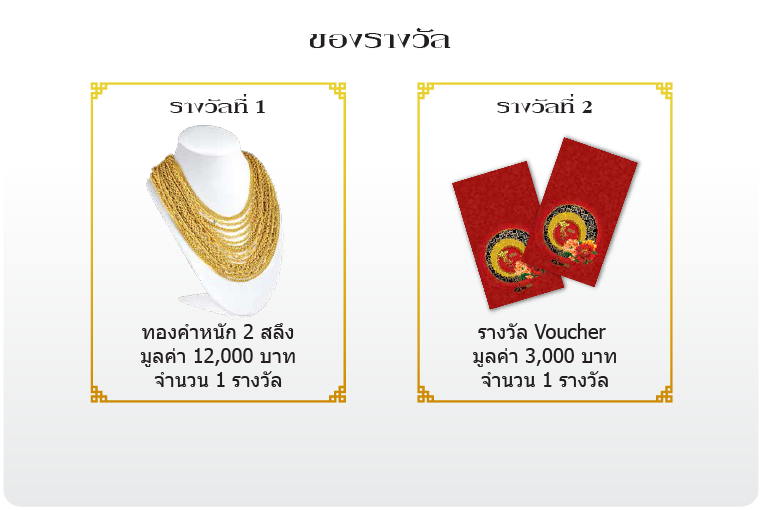 ของรางวัล
รางวัลที่ 1
ทองคำหนัก 2 สลึง
มูลค่า 12,000 บาท
จำนวน 1 รางวัล
รางวัลที่ 2
รางวัล Voucher
มูลค่า 3,000 บาท
จำนวน 1 รางวัล